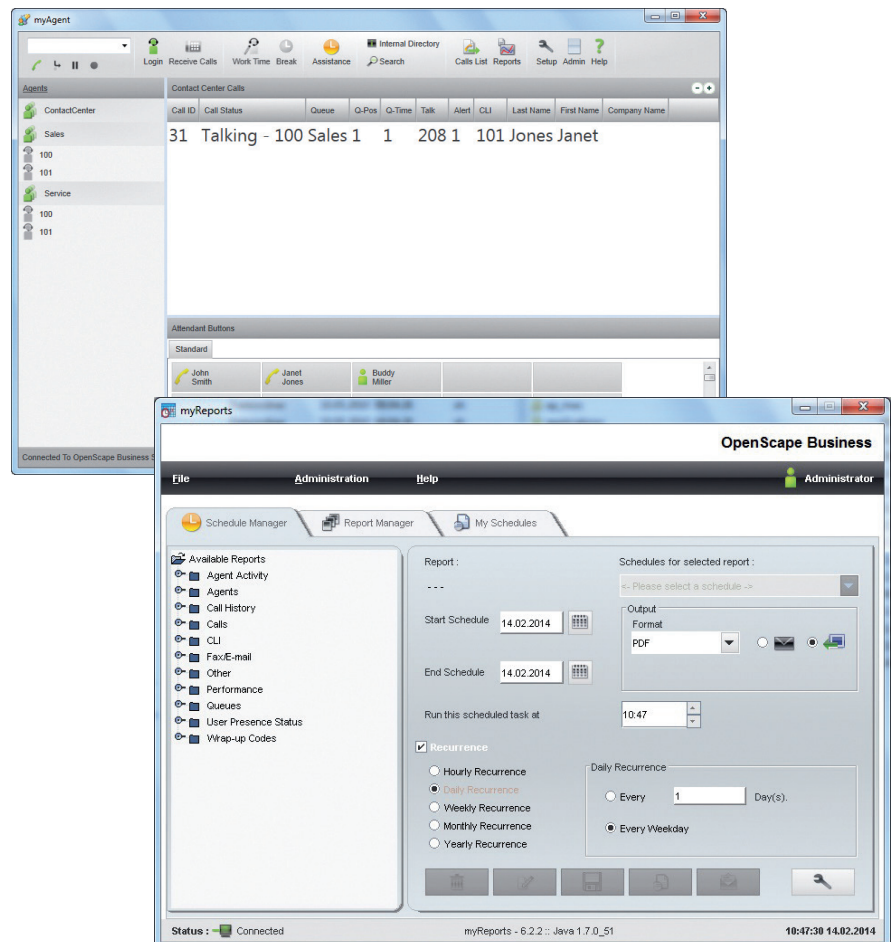 myAgent
Login Receive Calls Work Time Break Assistance Internal Directory Search Calls List Reports Setup Admin Help
Agents
ContactCenter
Sales
100
101
Service
100
101
Contact Center Calls
Call ID Call Status Queue Q-Pos Q-Time Talk Alert CLI Last Name First Name Company Name
31 Talking - 100 Sales 1 1 208 1 101 Jones Janet
Attendant Buttons
Standard
John Smith
Janet Jones
Buddy Miller
Connected To OpenScape Business
myReports
OpenScape Business
File Administration Help Administrator
Schedule Manager Report Manager My Schedules
Available Reports
Agent Activity
Agents
Call History
Calls
CLI
Fax/E-mail
Other
Performance
Queues
User Presence Status
Wrap-up Codes
Report :
---
Schedules for selected report :
<- Please select a schedule ->
Start Schedule 14.02.2014
Output
Format
PDF
End Schedule 14.02.2014
Run this scheduled task at 10:47
Recurrence
Hourly Recurrence
Daily Recurrence
Weekly Recurrence
Monthly Recurrence
Yearly Recurrence
Daily Recurrence
Every 1 Day(s).
Every Weekday
Status : Connected
myReports - 6.2.2 :: Java 1.7.0_51
10:47:30 14.02.2014